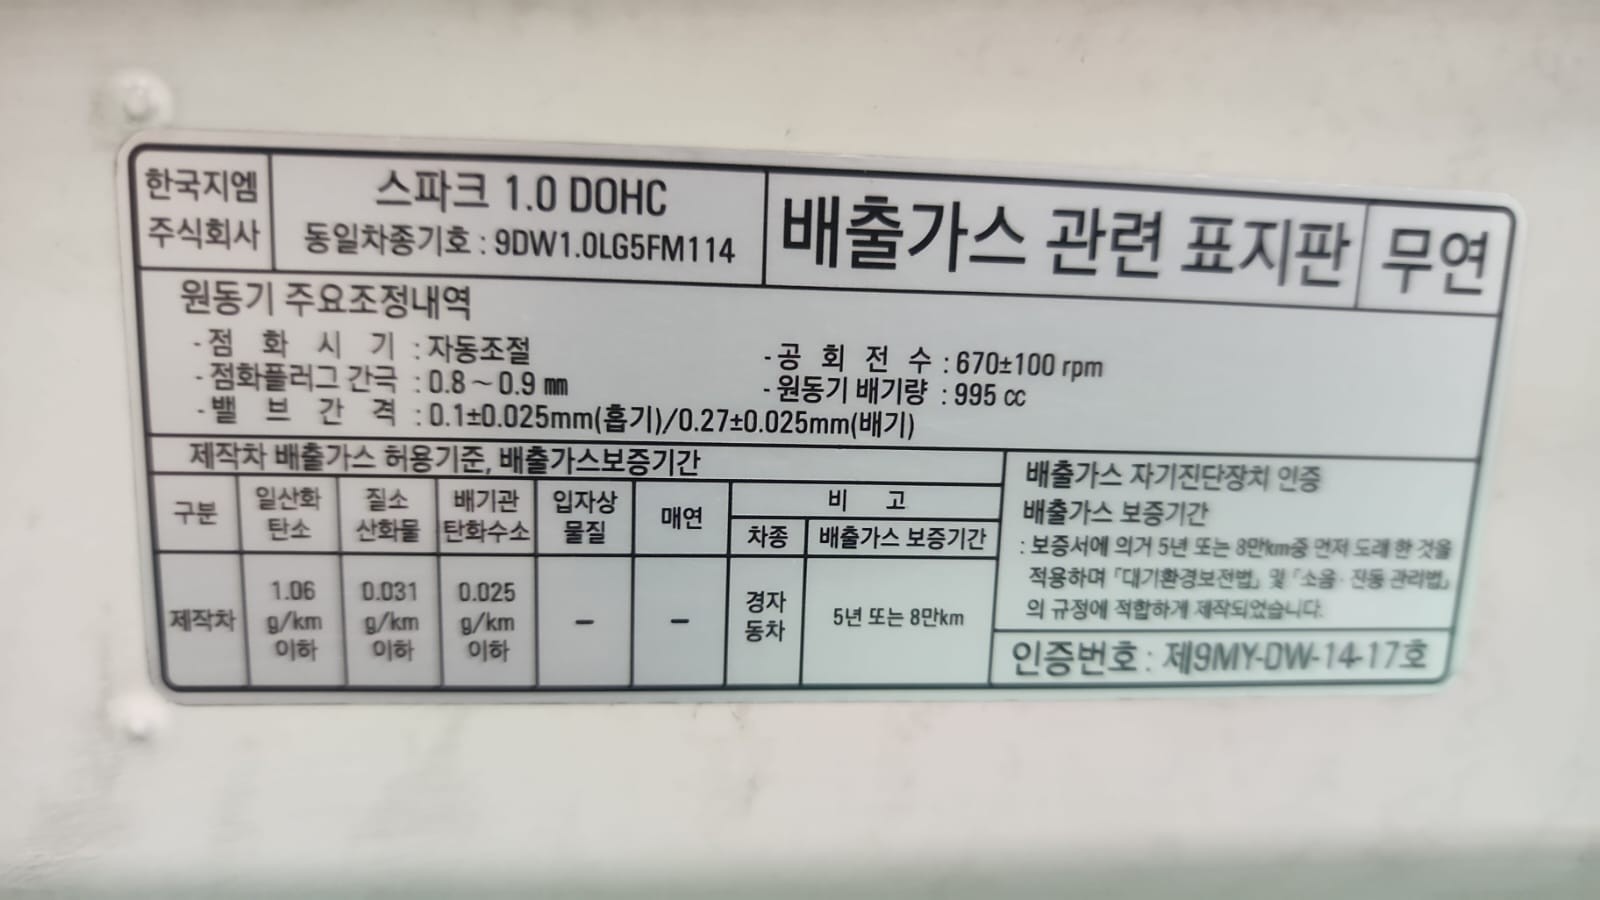 한국지엠
주식회사
스파크 1.0 DOHC
동일차종기호 : 9DW1.0LG5FM114
배출가스 관련 표지판
무연
원동기 주요조정내역
- 점 화 시 기 : 자동조절
- 공 회 전 수 : 670±100 rpm
- 점화플러그 간극 : 0.8 ~ 0.9 ㎜
- 원동기 배기량 : 995 ㏄
- 밸 브 간 격 : 0.1±0.025mm(흡기)/0.27±0.025mm(배기)
제작차 배출가스 허용기준, 배출가스보증기간
구분
일산화
탄소
질소
산화물
배기관
탄화수소
입자상
물질
매연
비 고
차종
배출가스 보증기간
제작차
1.06
g/km
이하
0.031
g/km
이하
0.025
g/km
이하
–
–
경자
동차
5년 또는 8만km
배출가스 자기진단장치 인증
배출가스 보증기간
: 보증서에 의거 5년 또는 8만km중 먼저 도래 한 것을
적용하며 「대기환경보전법」 및 「소음·진동 관리법」
의 규정에 적합하게 제작되었습니다.
인증번호 : 제9MY-DW-14-17호